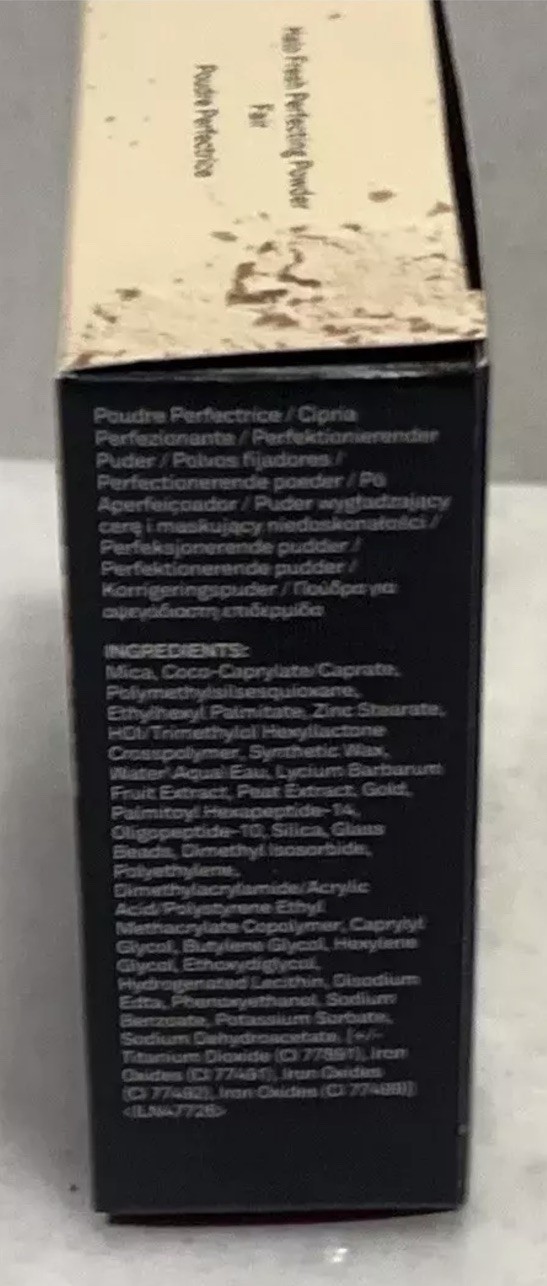 Halo Fresh Perfecting Powder
Fair
Poudre Perfectrice
Poudre Perfectrice / Cipria
Perfezionante / Perfektionierender
Puder / Polvos fijadores /
Perfectionerende poeder / Pó
Aperfeiçoador / Puder wygładzający
cerę i maskujący niedoskonałości /
Perfeksjonerende pudder /
Perfektionerende pudder /
Korrigeringspuder / Πούδρα για
αψεγάδιαστη επιδερμίδα
INGREDIENTS:
Mica, Coco-Caprylate/Caprate,
Polymethylsilsesquioxane,
Ethylhexyl Palmitate, Zinc Stearate,
HDI/Trimethylol Hexyllactone
Crosspolymer, Synthetic Wax,
Water/Aqua/Eau, Lycium Barbarum
Fruit Extract, Peat Extract, Gold,
Palmitoyl Hexapeptide-14,
Oligopeptide-10, Silica, Glass
Beads, Dimethyl Isosorbide,
Polyethylene,
Dimethylacrylamide/Acrylic
Acid/Polystyrene Ethyl
Methacrylate Copolymer, Caprylyl
Glycol, Butylene Glycol, Hexylene
Glycol, Ethoxydiglycol,
Hydrogenated Lecithin, Disodium
Edta, Phenoxyethanol, Sodium
Benzoate, Potassium Sorbate,
Sodium Dehydroacetate, [+/-
Titanium Dioxide (CI 77891), Iron
Oxides (CI 77491), Iron Oxides
(CI 77492), Iron Oxides (CI 77499)]
<ILN47726>